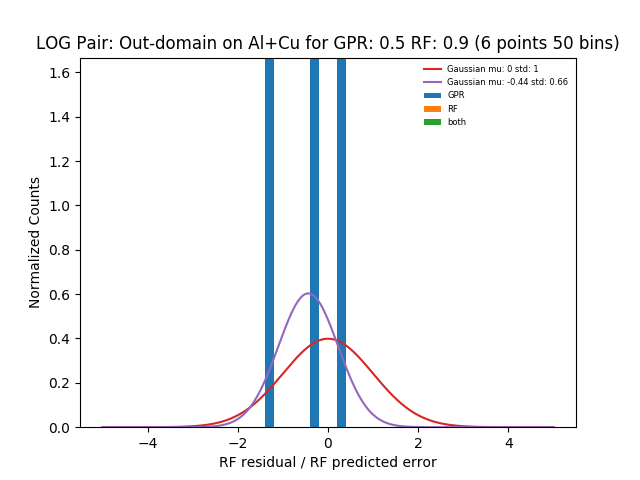 LOG Pair: Out-domain on Al+Cu for GPR: 0.5 RF: 0.9 (6 points 50 bins)
Gaussian mu: 0 std: 1
Gaussian mu: -0.44 std: 0.66
GPR
RF
both
Normalized Counts
1.6
1.4
1.2
1.0
0.8
0.6
0.4
0.2
0.0
−4 −2 0 2 4
RF residual / RF predicted error